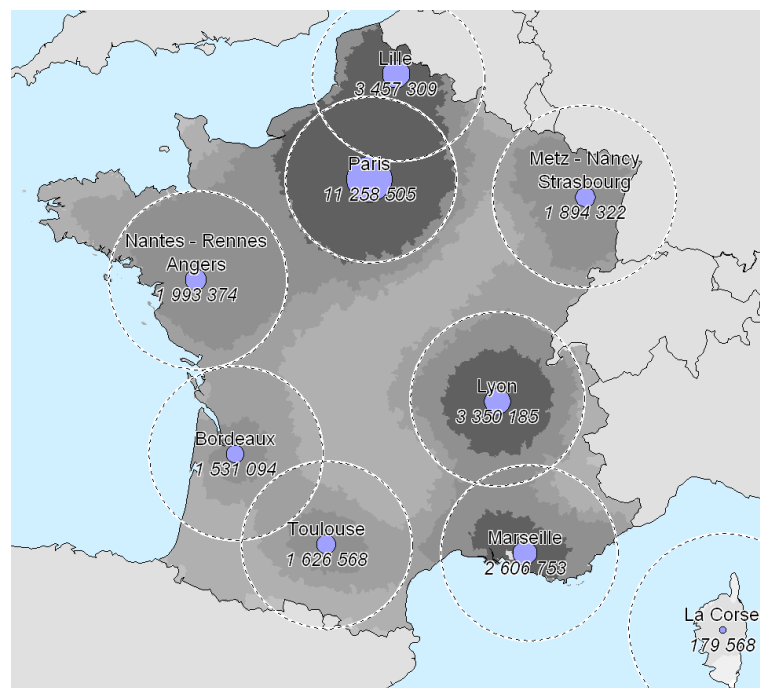 Lille
3 457 309
Paris
11 258 505
Metz - Nancy
Strasbourg
1 894 322
Nantes - Rennes
Angers
1 993 374
Lyon
3 350 185
Bordeaux
1 531 094
Toulouse
1 626 568
Marseille
2 606 753
La Corse
179 568